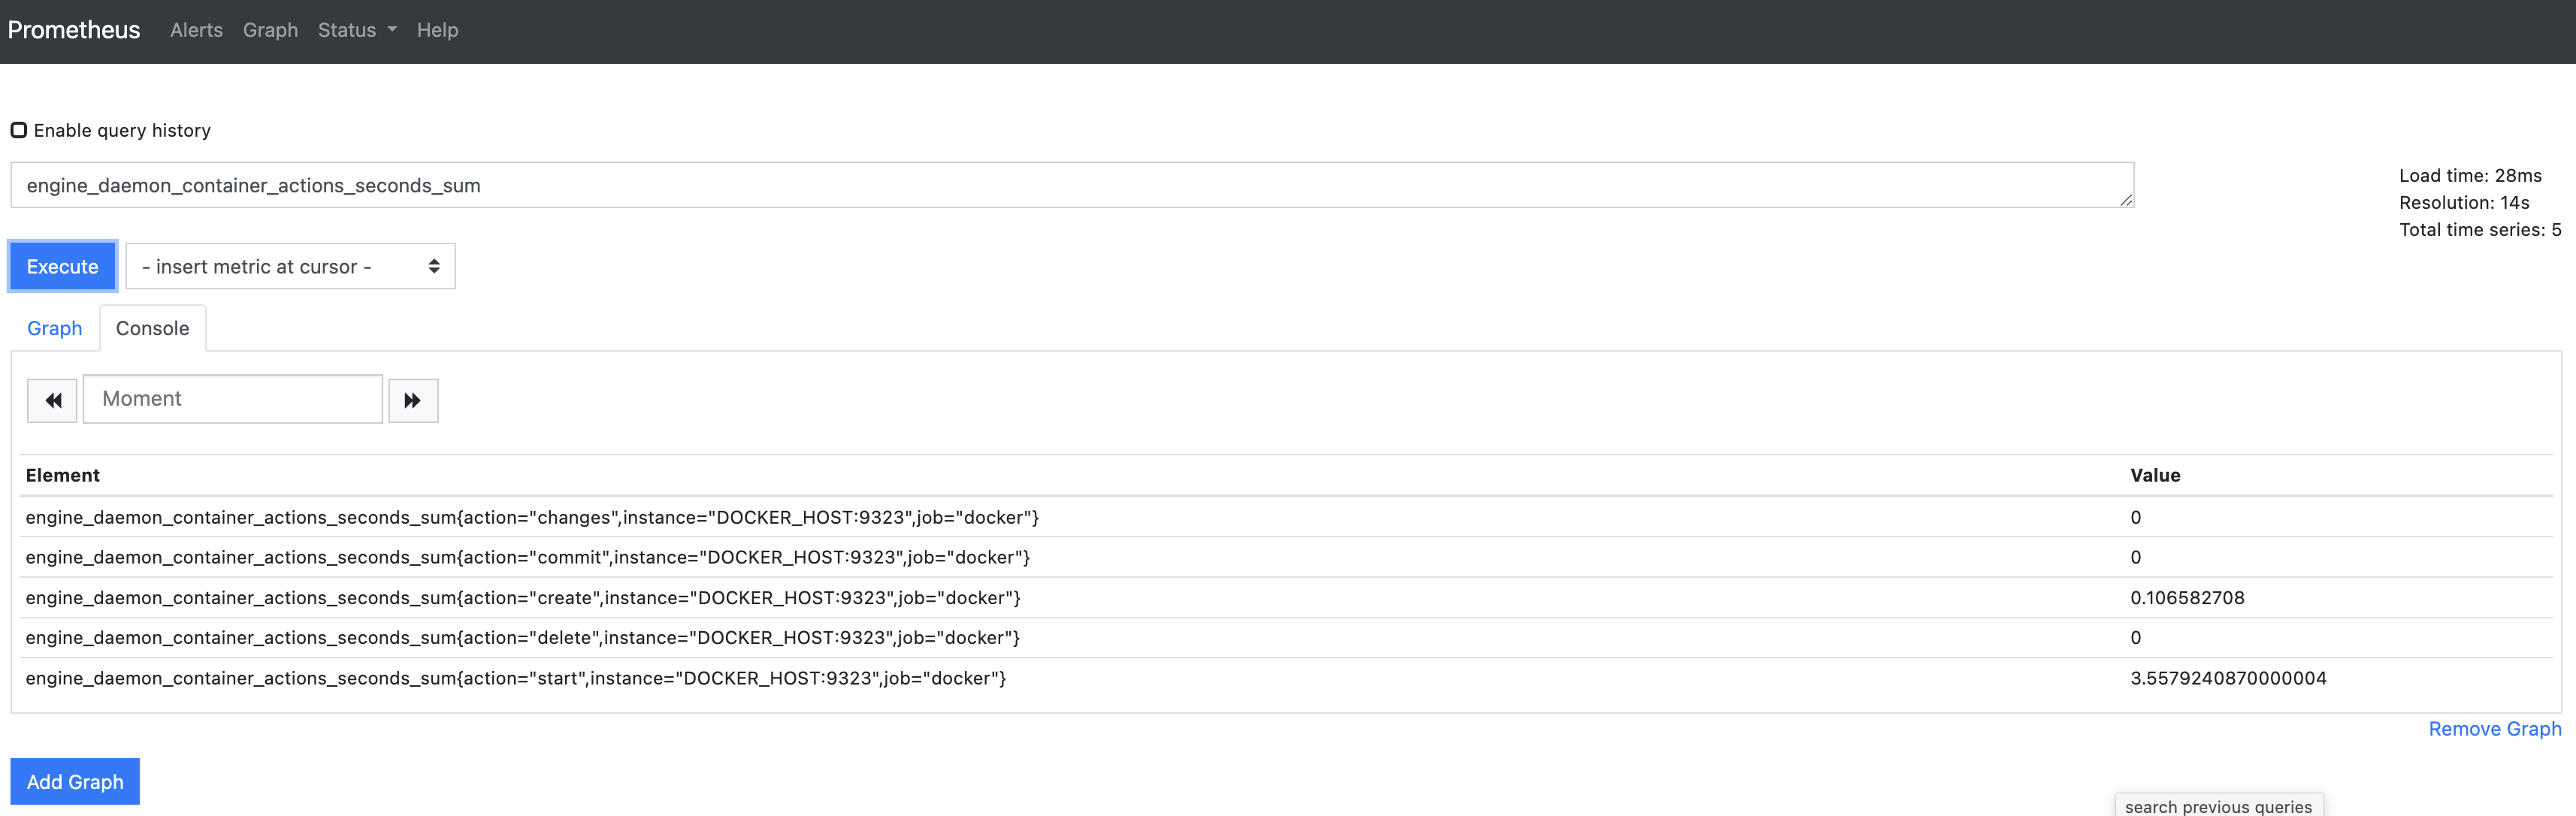 Prometheus Alerts Graph Status Help
Enable query history
engine_daemon_container_actions_seconds_sum
Load time: 28ms
Resolution: 14s
Total time series: 5
Execute - insert metric at cursor -
Graph Console
Moment
Element Value
engine_daemon_container_actions_seconds_sum{action="changes",instance="DOCKER_HOST:9323",job="docker"} 0
engine_daemon_container_actions_seconds_sum{action="commit",instance="DOCKER_HOST:9323",job="docker"} 0
engine_daemon_container_actions_seconds_sum{action="create",instance="DOCKER_HOST:9323",job="docker"} 0.106582708
engine_daemon_container_actions_seconds_sum{action="delete",instance="DOCKER_HOST:9323",job="docker"} 0
engine_daemon_container_actions_seconds_sum{action="start",instance="DOCKER_HOST:9323",job="docker"} 3.5579240870000004
Remove Graph
Add Graph
search previous queries